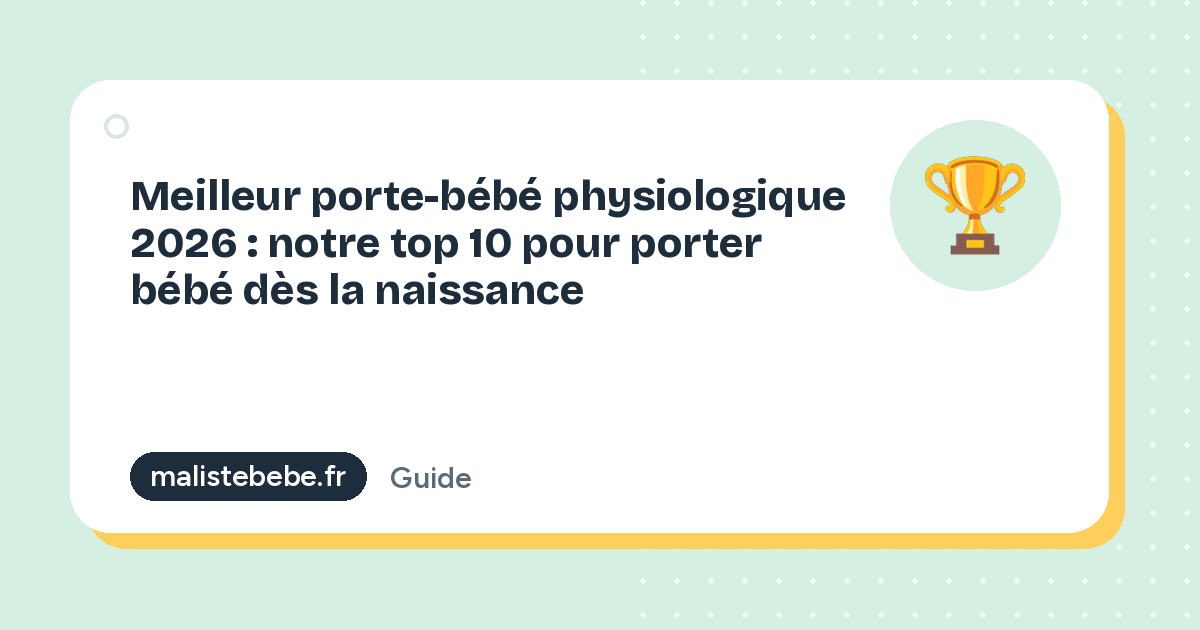 Meilleur porte-bébé physiologique
2026 : notre top 10 pour porter
bébé dès la naissance
malistebebe.fr
Guide